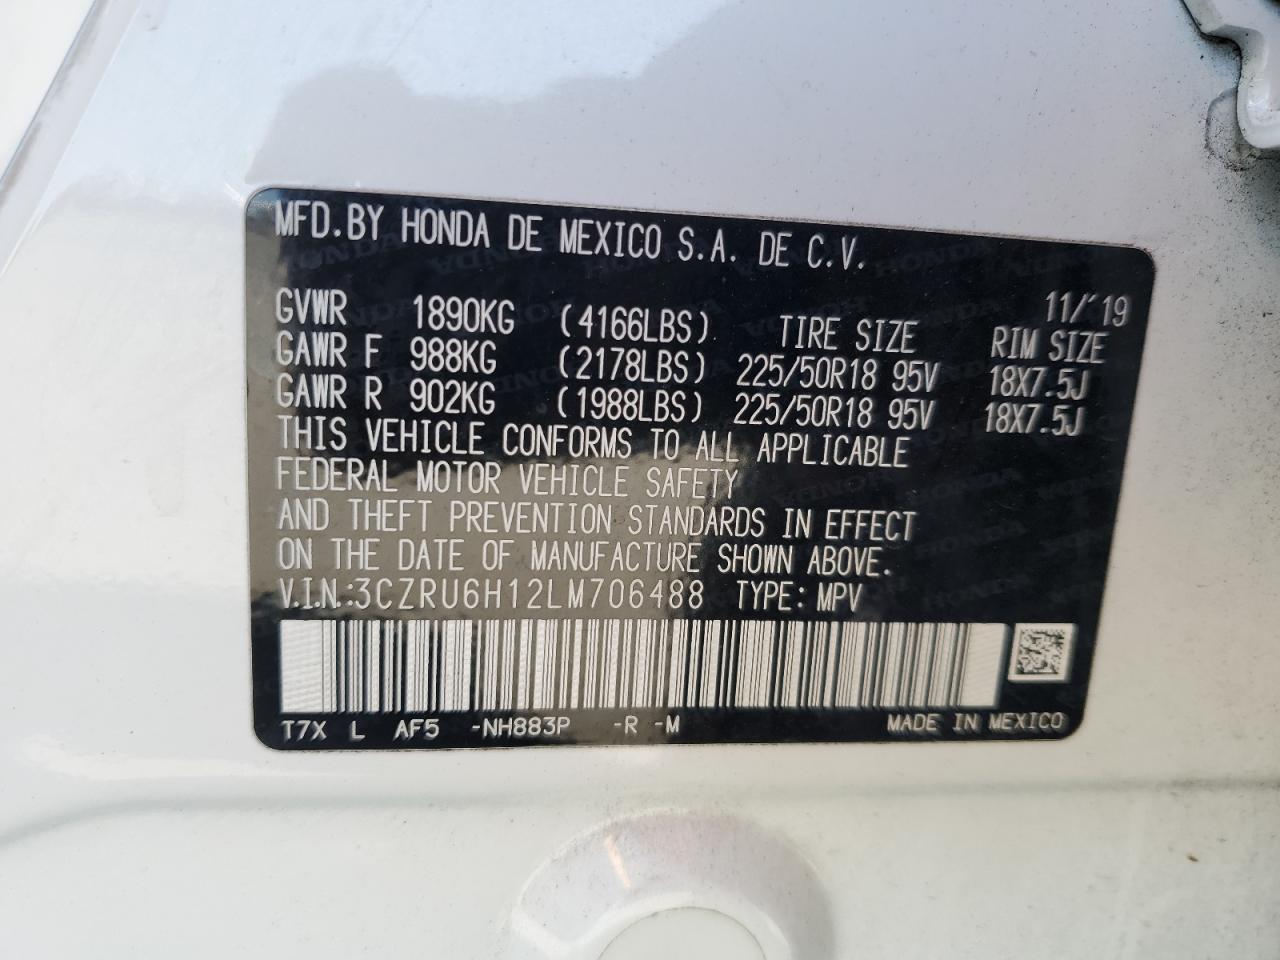 MFD.BY HONDA DE MEXICO S.A. DE C.V.
11/'19
GVWR 1890KG (4166LBS) TIRE SIZE RIM SIZE
GAWR F 988KG (2178LBS) 225/50R18 95V 18X7.5J
GAWR R 902KG (1988LBS) 225/50R18 95V 18X7.5J
THIS VEHICLE CONFORMS TO ALL APPLICABLE
FEDERAL MOTOR VEHICLE SAFETY
AND THEFT PREVENTION STANDARDS IN EFFECT
ON THE DATE OF MANUFACTURE SHOWN ABOVE.
V.I.N.:3CZRU6H12LM706488 TYPE: MPV
T7X L AF5 -NH883P -R -M MADE IN MEXICO